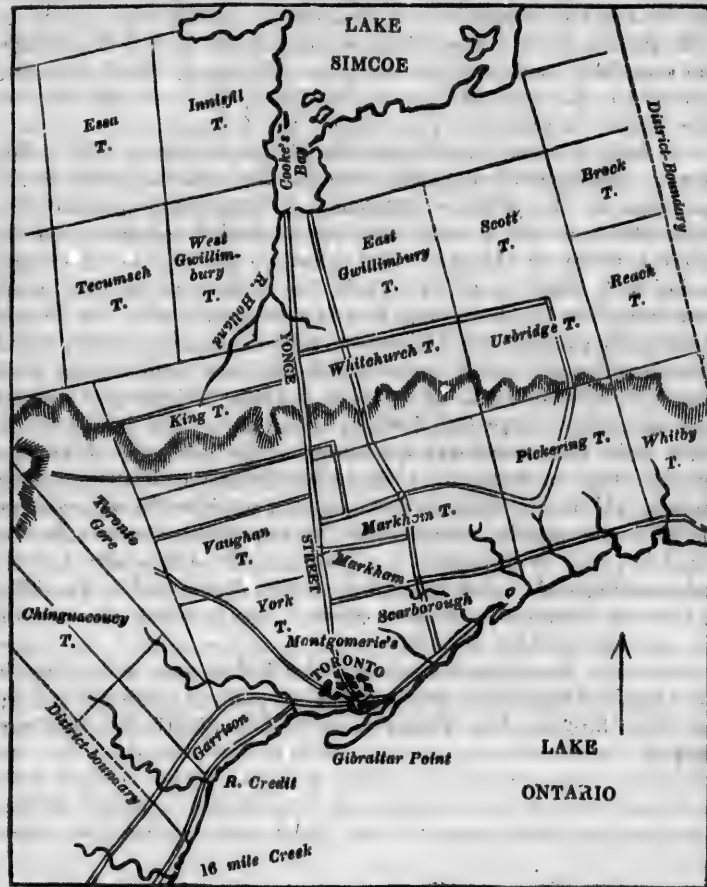 LAKE
SIMCOE
Essa
T.
Innisfil
T.
Cooke's
Bay
District-Boundary
Brock
T.
Scott
T.
East
Gwillimbury
T.
West
Gwillim-
bury
T.
Tecumseh
T.
Reach
T.
R. Holland
YONGE
Whitchurch T.
Uxbridge T.
King T.
Pickering T.
Whitby
T.
Toronto
Gore
Vaughan
T.
STREET
Markham T.
Markham
Scarborough
York
T.
Chinguacoucy
T.
Montgomerie's
TORONTO
Garrison
District-boundary
Gibraltar Point
R. Credit
LAKE
ONTARIO
16 mile Creek